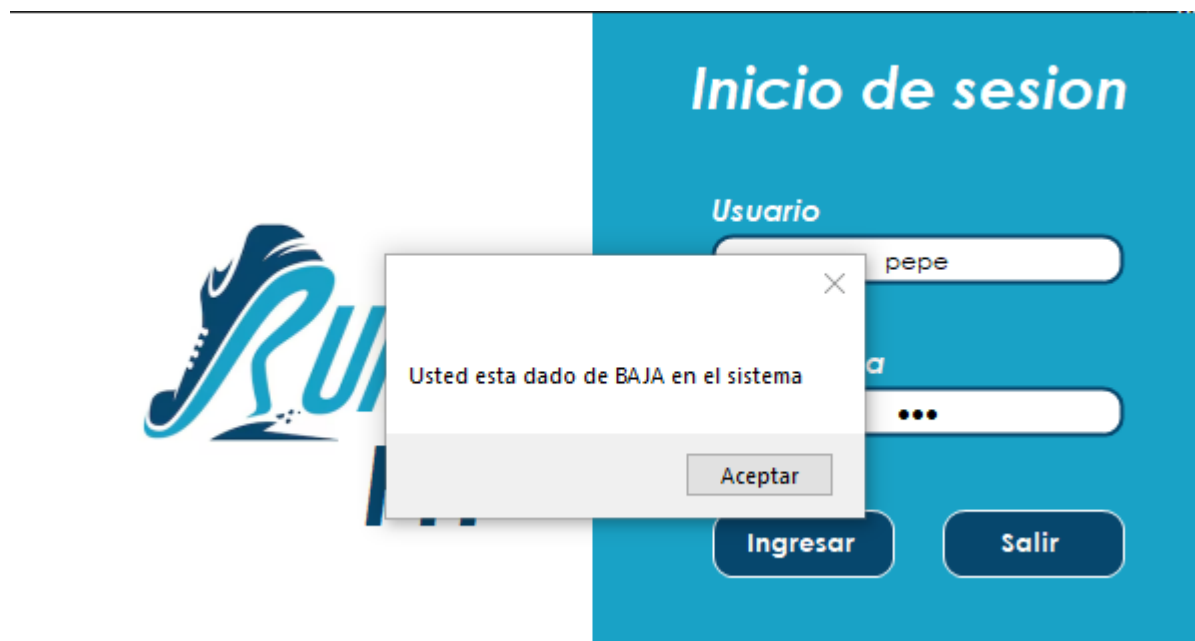 Inicio de sesion
Usuario
pepe
Usted esta dado de BAJA en el sistema
Aceptar
Ingresar
Salir